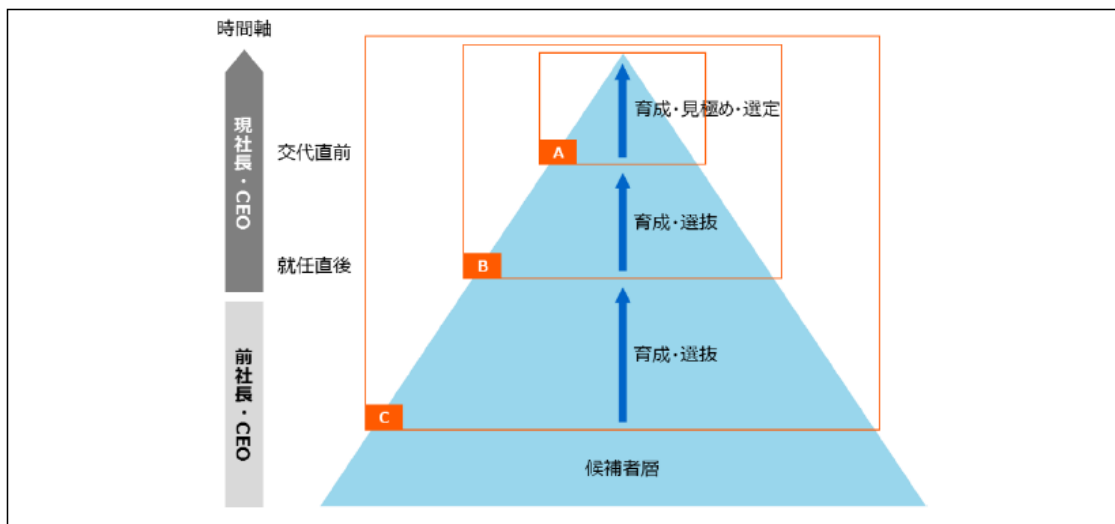 時間軸
現社長・CEO
前社長・CEO
交代直前
就任直後
育成・見極め・選定
A
育成・選抜
B
育成・選抜
C
候補者層